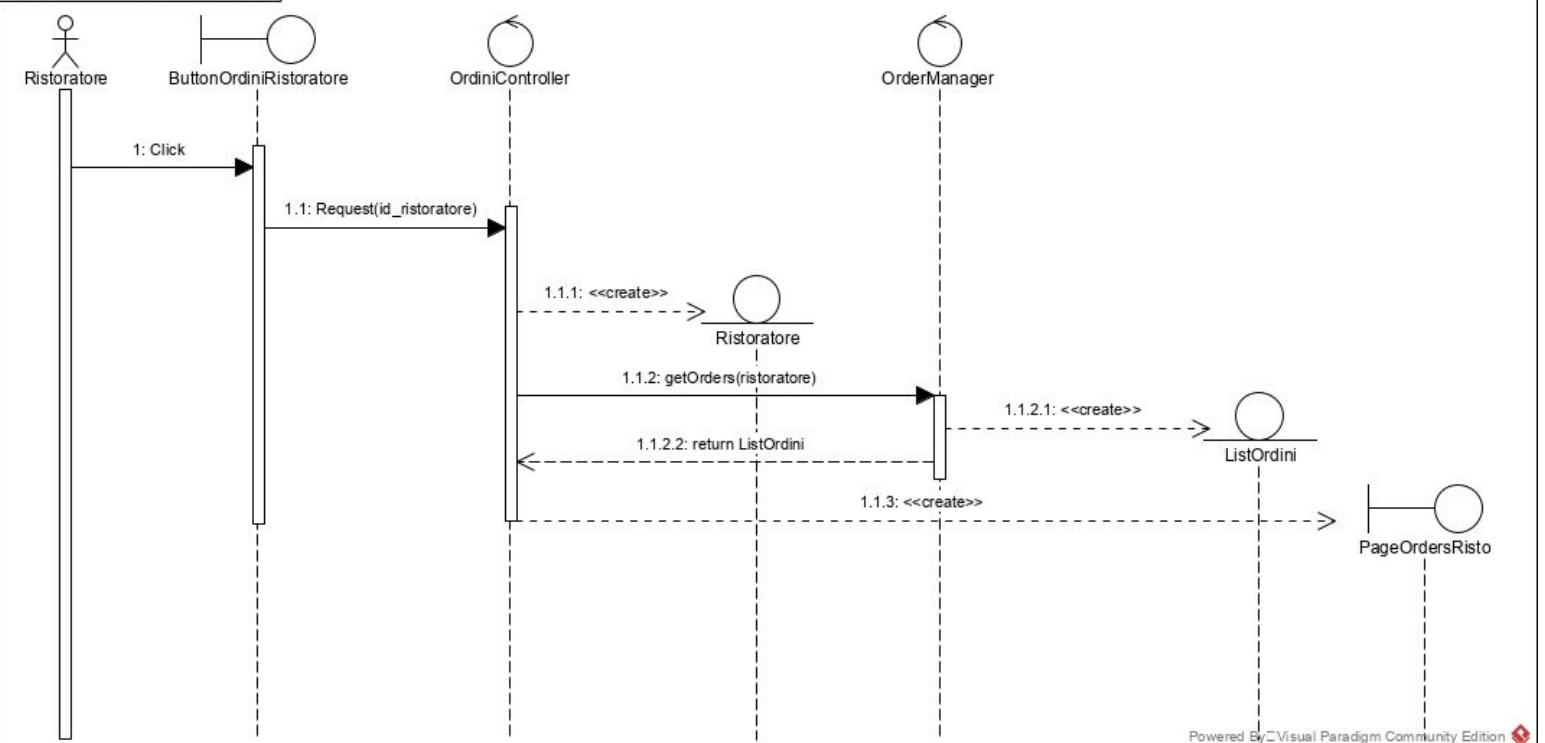 Ristoratore
ButtonOrdiniRistoratore
OrdiniController
OrderManager
1: Click
1.1: Request(id_ristoratore)
1.1.1: <<create>>
Ristoratore
1.1.2: getOrders(ristoratore)
1.1.2.1: <<create>>
1.1.2.2: return ListOrdini
ListOrdini
1.1.3: <<create>>
PageOrdersRisto
Powered By Visual Paradigm Community Edition